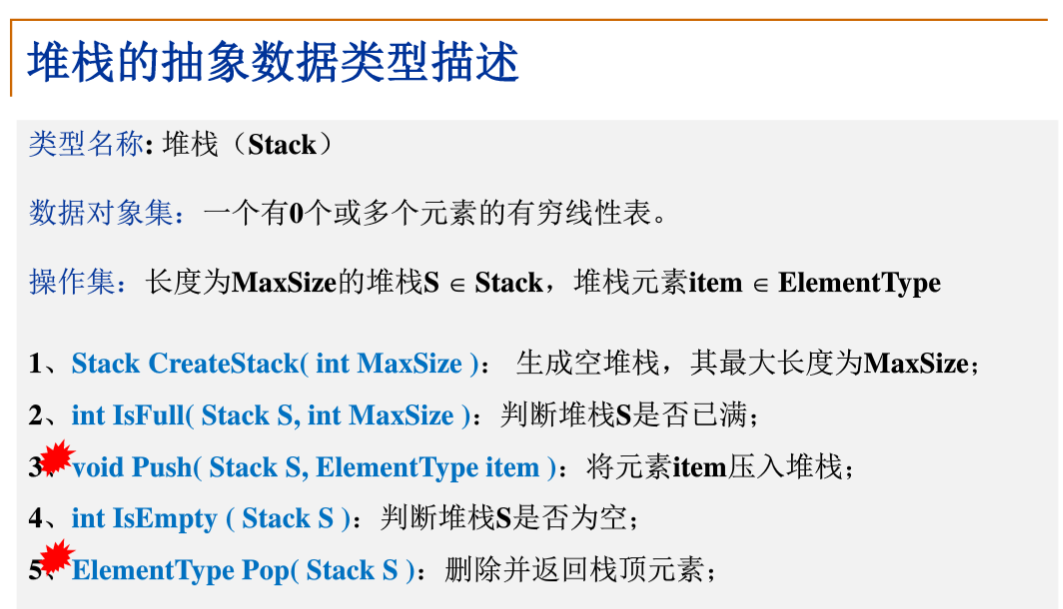 堆栈的抽象数据类型描述
类型名称: 堆栈（Stack）
数据对象集：一个有0个或多个元素的有穷线性表。
操作集：长度为MaxSize的堆栈S ∈ Stack，堆栈元素item ∈ ElementType
1、Stack CreateStack( int MaxSize )： 生成空堆栈，其最大长度为MaxSize；
2、int IsFull( Stack S, int MaxSize )：判断堆栈S是否已满；
3、void Push( Stack S, ElementType item )：将元素item压入堆栈；
4、int IsEmpty ( Stack S )：判断堆栈S是否为空；
5、ElementType Pop( Stack S )：删除并返回栈顶元素；